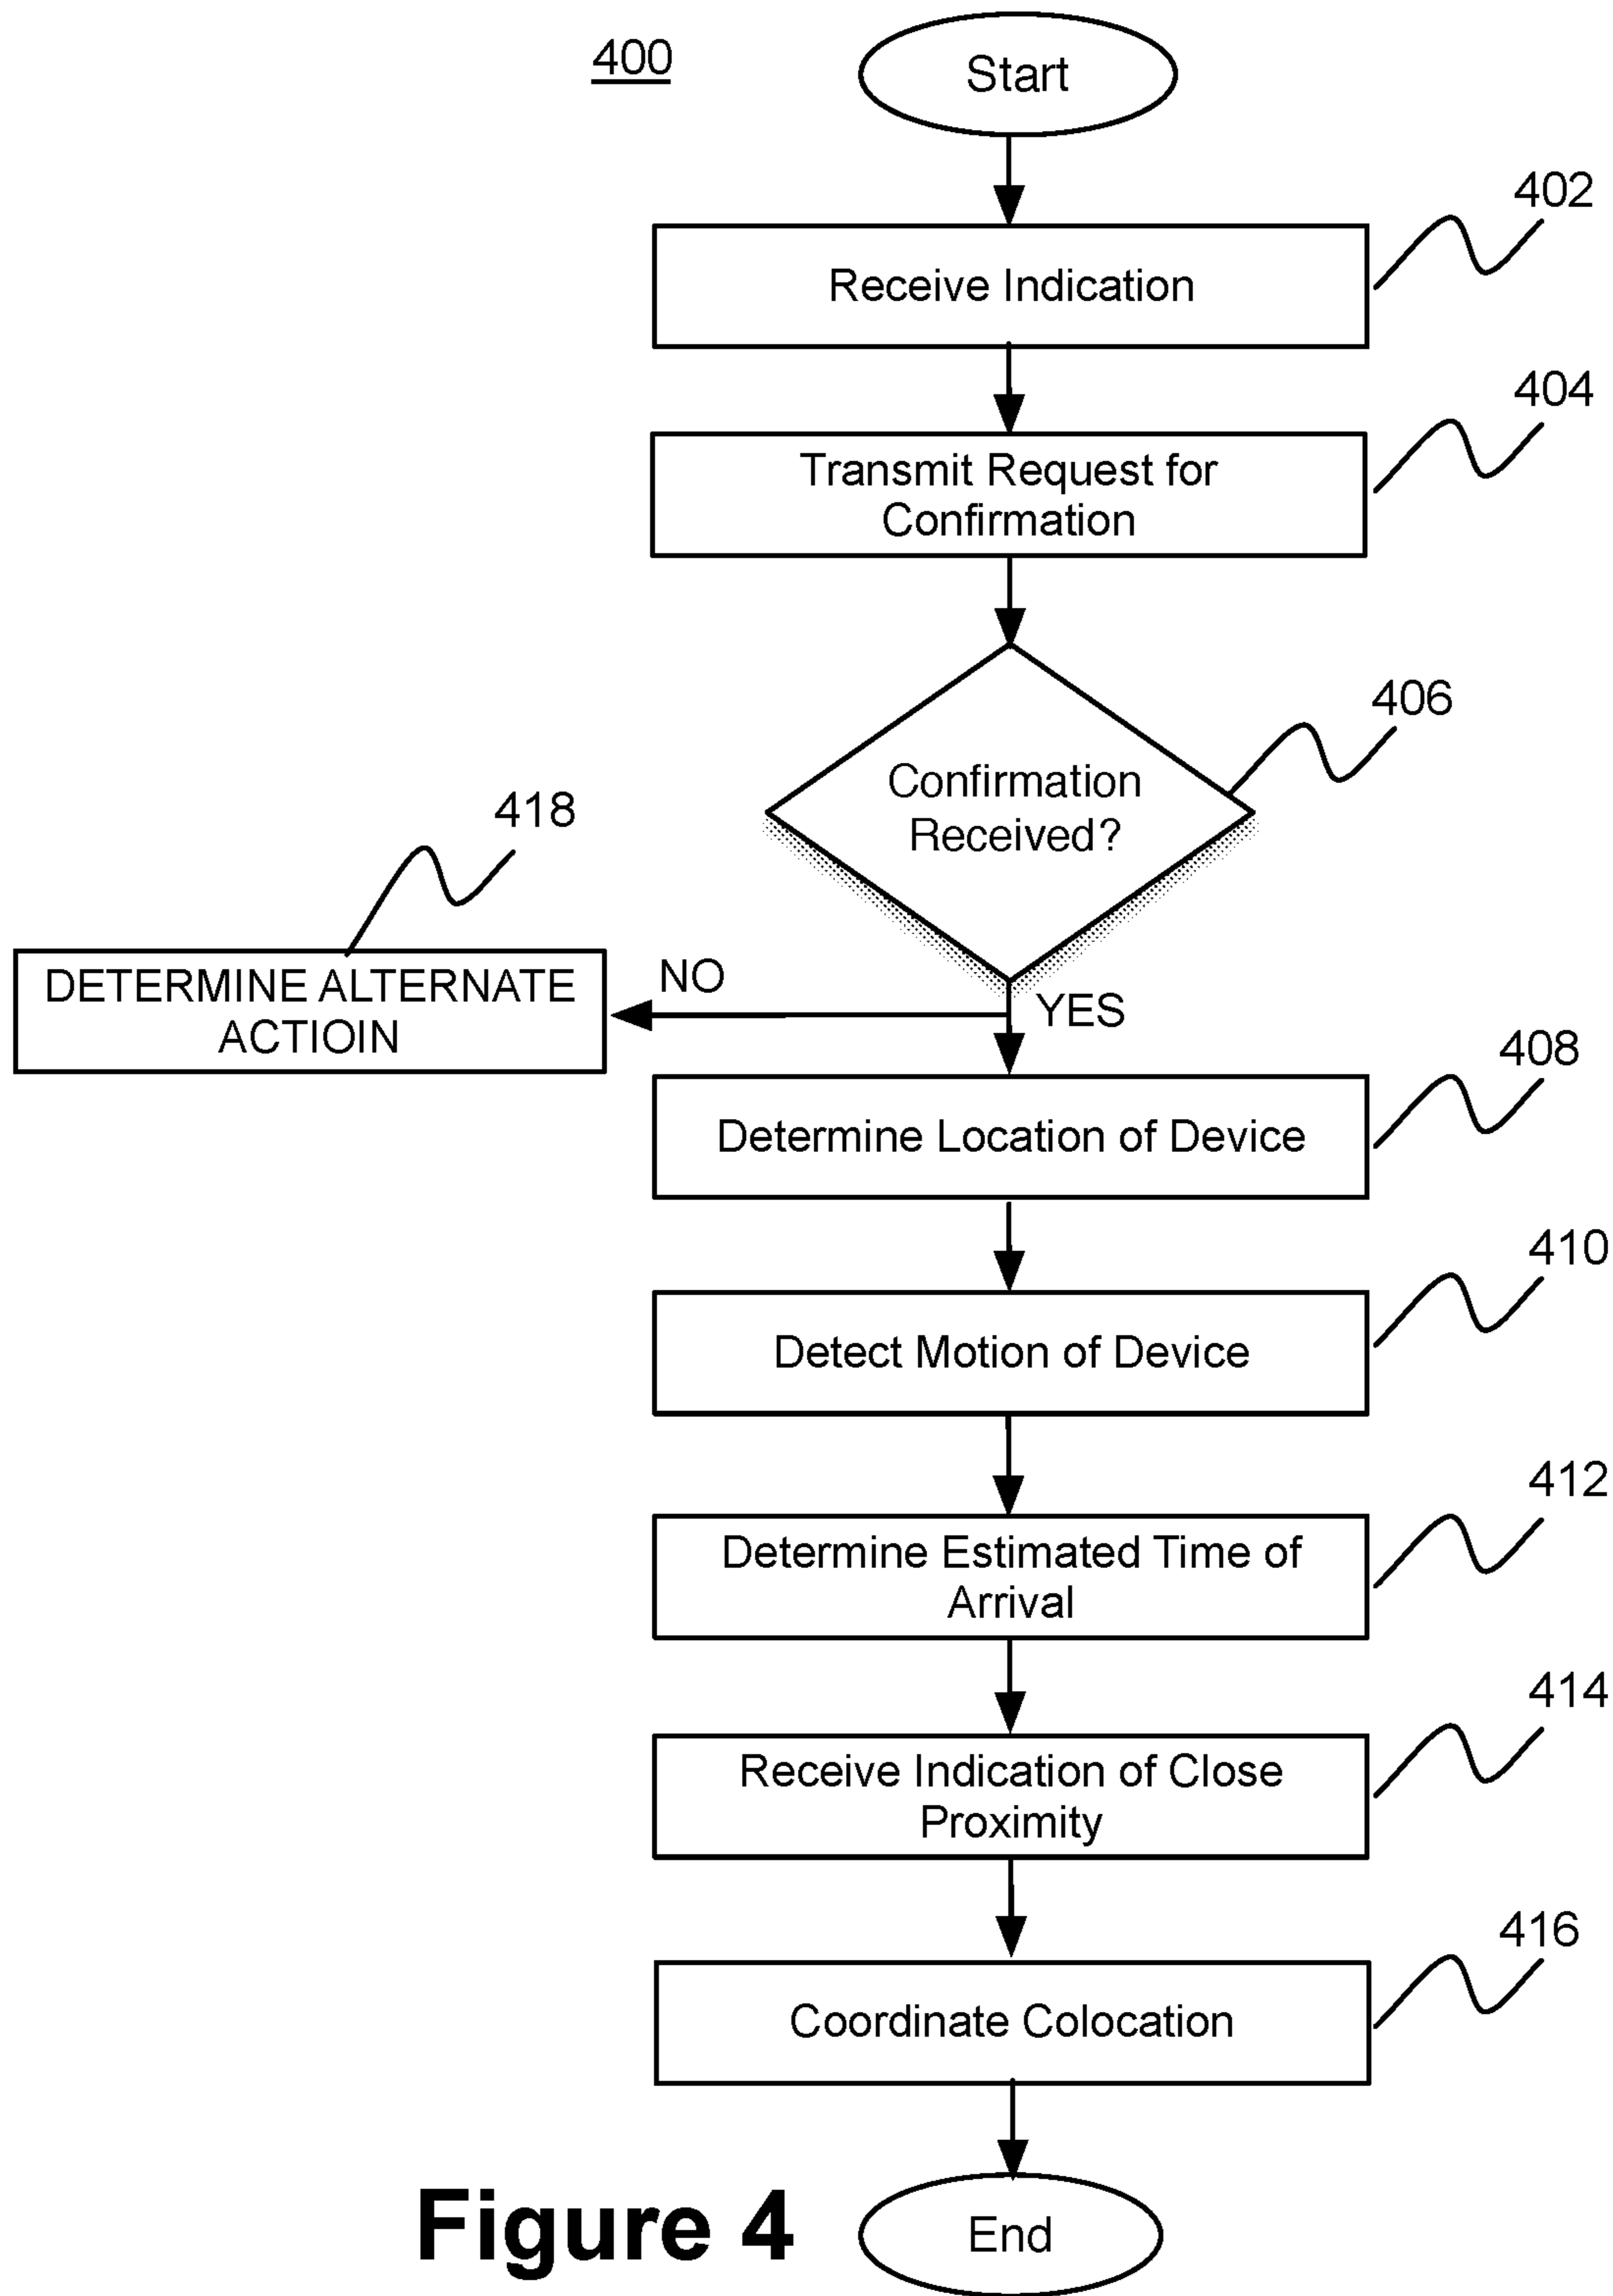 400
Start
402
Receive Indication
404
Transmit Request for
Confirmation
406
Confirmation
Received?
418
DETERMINE ALTERNATE
ACTIOIN
NO
YES
408
Determine Location of Device
410
Detect Motion of Device
412
Determine Estimated Time of
Arrival
414
Receive Indication of Close
Proximity
416
Coordinate Colocation
Figure 4
End